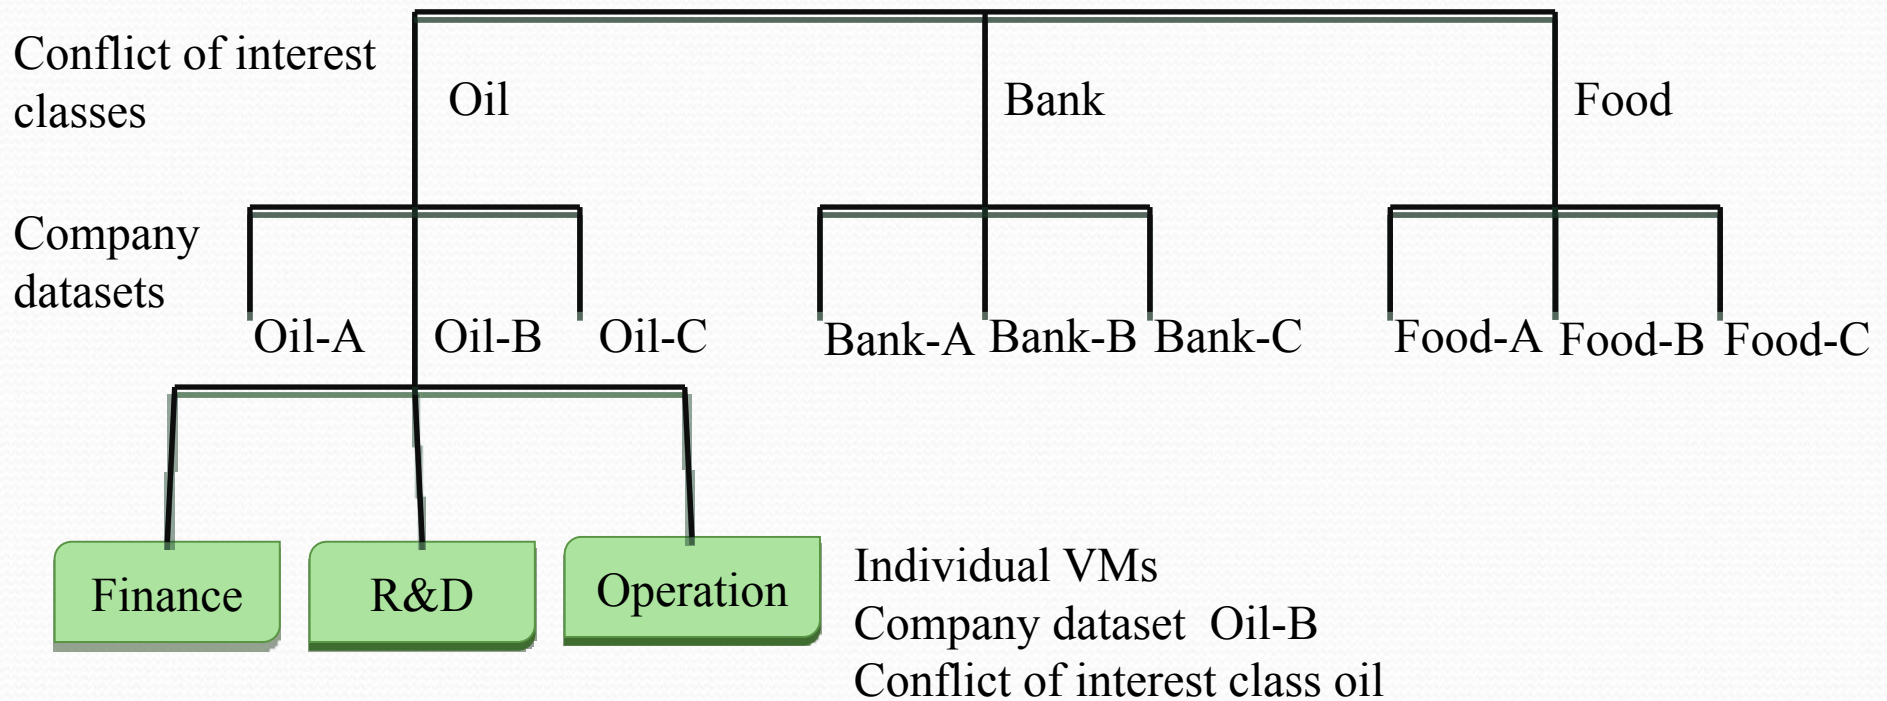 Conflict of interest
classes
Oil
Bank
Food
Company
datasets
Oil-A
Oil-B
Oil-C
Bank-A
Bank-B
Bank-C
Food-A
Food-B
Food-C
Finance
R&D
Operation
Individual VMs
Company dataset Oil-B
Conflict of interest class oil